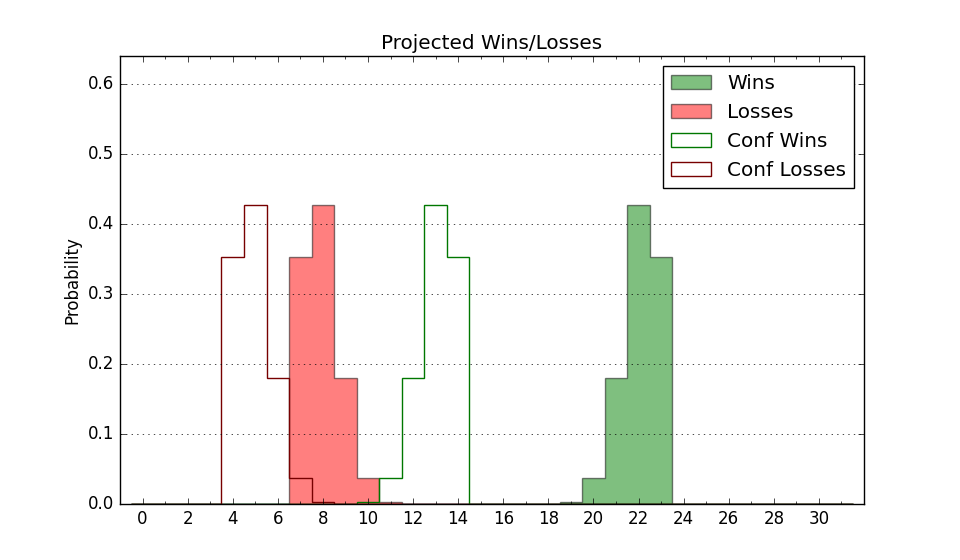 Projected Wins/Losses
Wins
Losses
Conf Wins
Conf Losses
Probability
0.6
0.5
0.4
0.3
0.2
0.1
0.0
0 2 4 6 8 10 12 14 16 18 20 22 24 26 28 30